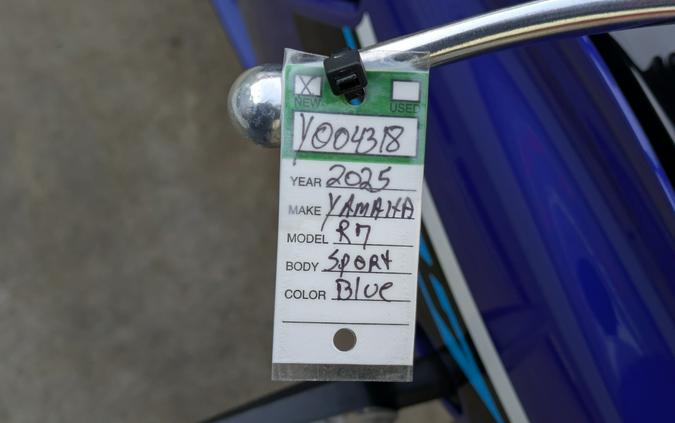 X
NEW USED
Y004318
YEAR 2025
MAKE YAMAHA
MODEL R7
BODY SPORt
COLOR Blue